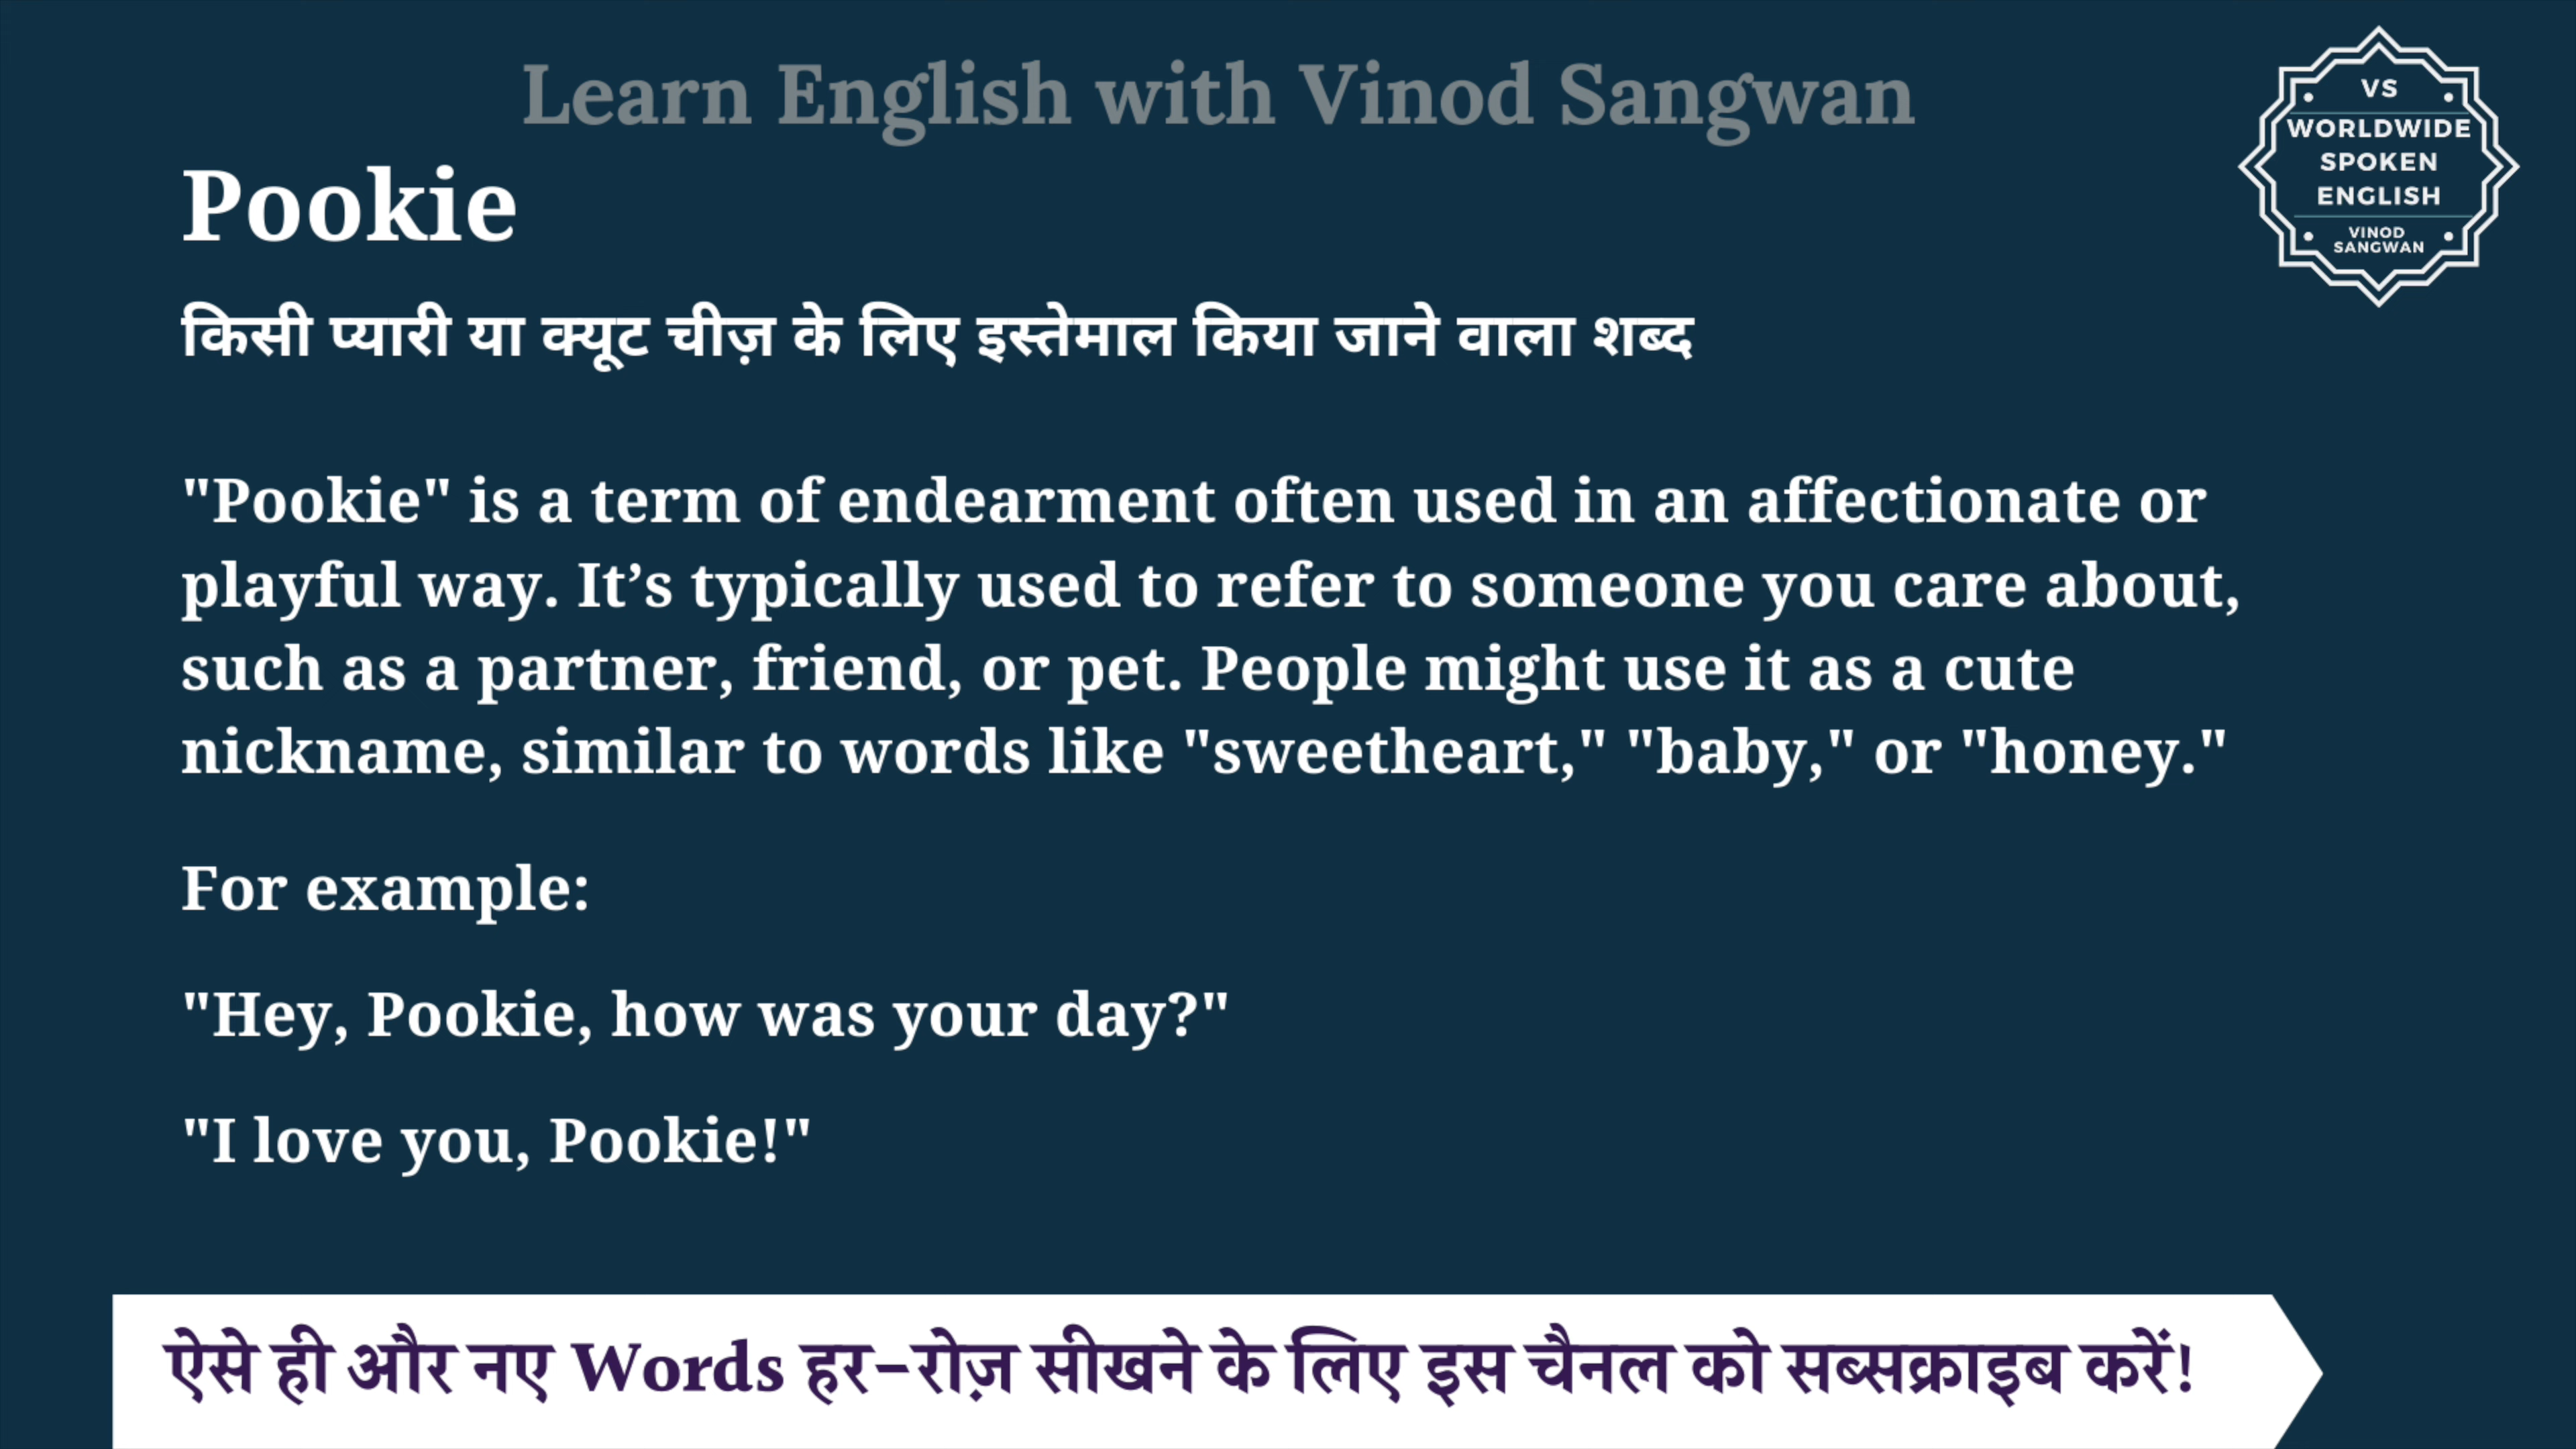 Learn English with Vinod Sangwan
VS
WORLDWIDE
SPOKEN
ENGLISH
VINOD
SANGWAN
Pookie
किसी प्यारी या क्यूट चीज़ के लिए इस्तेमाल किया जाने वाला शब्द
"Pookie" is a term of endearment often used in an affectionate or
playful way. It’s typically used to refer to someone you care about,
such as a partner, friend, or pet. People might use it as a cute
nickname, similar to words like "sweetheart," "baby," or "honey."
For example:
"Hey, Pookie, how was your day?"
"I love you, Pookie!"
ऐसे ही और नए Words हर-रोज़ सीखने के लिए इस चैनल को सब्सक्राइब करें!